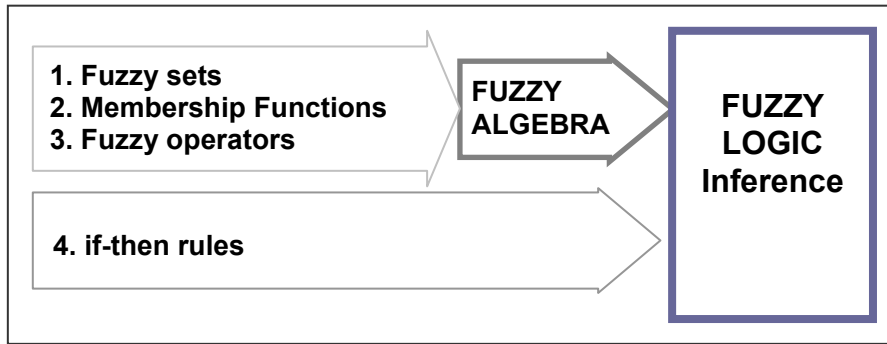 1. Fuzzy sets
2. Membership Functions
3. Fuzzy operators
FUZZY
ALGEBRA
FUZZY
LOGIC
Inference
4. if-then rules